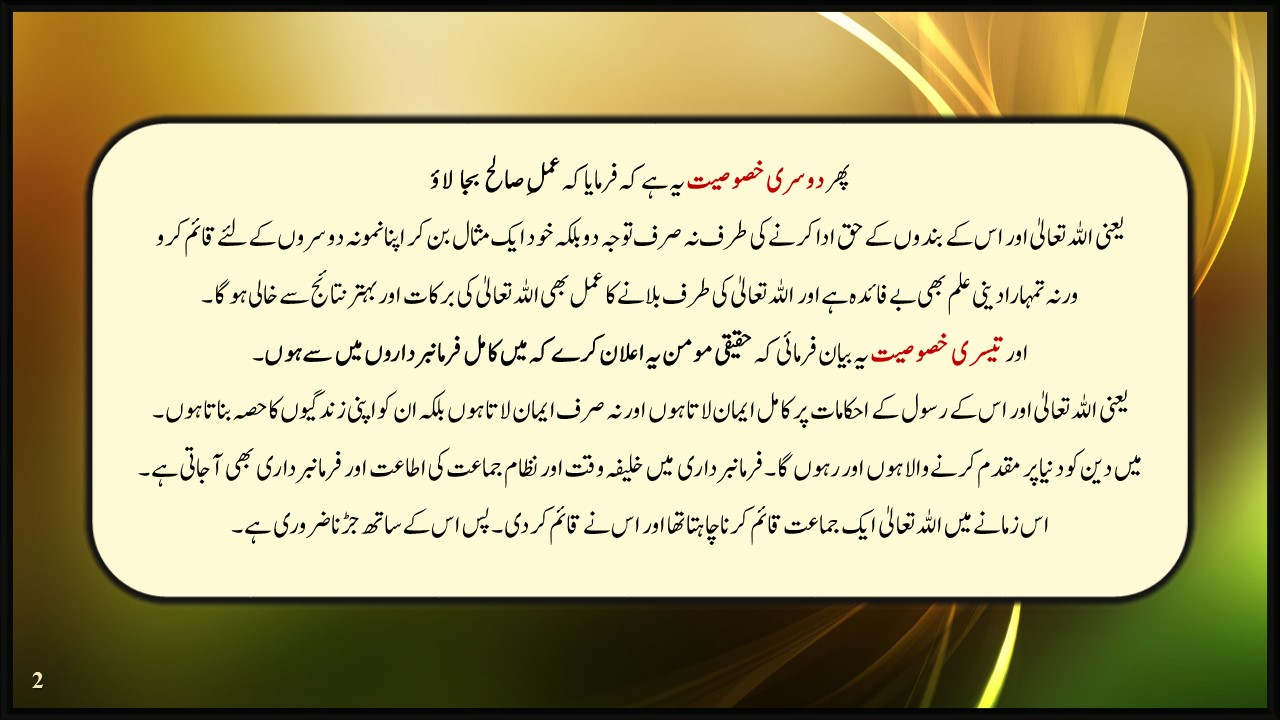 پھر دوسری خصوصیت یہ ہے کہ فرمایا کہ عملِ صالح بجا لاؤ
یعنی اللہ تعالیٰ اور اس کے بندوں کے حق ادا کرنے کی طرف نہ صرف توجہ دو بلکہ خود ایک مثال بن کر اپنا نمونہ دوسروں کے لئے قائم کرو
ورنہ تمہارا دینی علم بھی بے فائدہ ہے اور اللہ تعالیٰ کی طرف بلانے کا عمل بھی اللہ تعالیٰ کی برکات اور بہتر نتائج سے خالی ہو گا۔
اور تیسری خصوصیت یہ بیان فرمائی کہ حقیقی مومن یہ اعلان کرے کہ میں کامل فرمانبرداروں میں سے ہوں۔
یعنی اللہ تعالیٰ اور اس کے رسول کے احکامات پر کامل ایمان لاتا ہوں اور نہ صرف ایمان لاتا ہوں بلکہ ان کو اپنی زندگیوں کا حصہ بناتا ہوں۔
میں دین کو دنیا پر مقدم کرنے والا ہوں اور رہوں گا۔ فرمانبرداری میں خلیفہ وقت اور نظام جماعت کی اطاعت اور فرمانبرداری بھی آجاتی ہے۔
اس زمانے میں اللہ تعالیٰ ایک جماعت قائم کرنا چاہتا تھا اور اس نے قائم کر دی۔ پس اس کے ساتھ جڑنا ضروری ہے۔
2